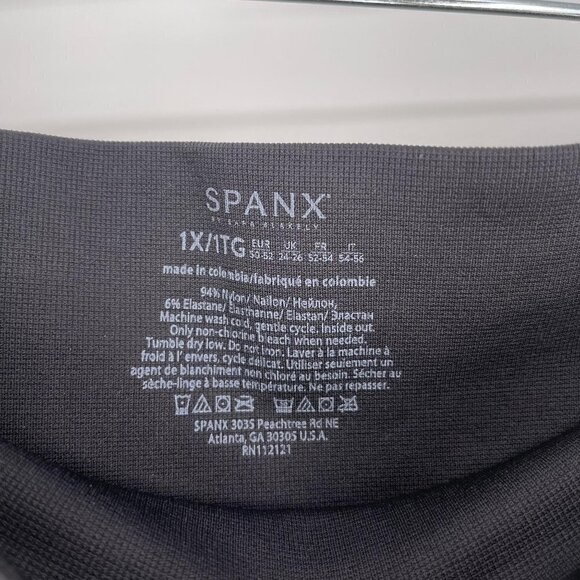 SPANX
BY SARA BLAKELY
1X/1TG EUR 50-52 UK 24-26 FR 52-54 IT 54-56
made in colombia/fabriqué en colombie
94% Nylon/ Nailon/ Нейлон,
6% Elastane/ Elasthanne/ Elastan/ Эластан
Machine wash cold, gentle cycle. Inside out.
Only non-chlorine bleach when needed.
Tumble dry low. Do not iron. Laver à la machine à
froid à l' envers, cycle délicat. Utiliser seulement un
agent de blanchiment non chloré au besoin. Sécher au
sèche-linge à basse température. Ne pas repasser.
SPANX 3035 Peachtree Rd NE
Atlanta, GA 30305 U.S.A.
RN112121